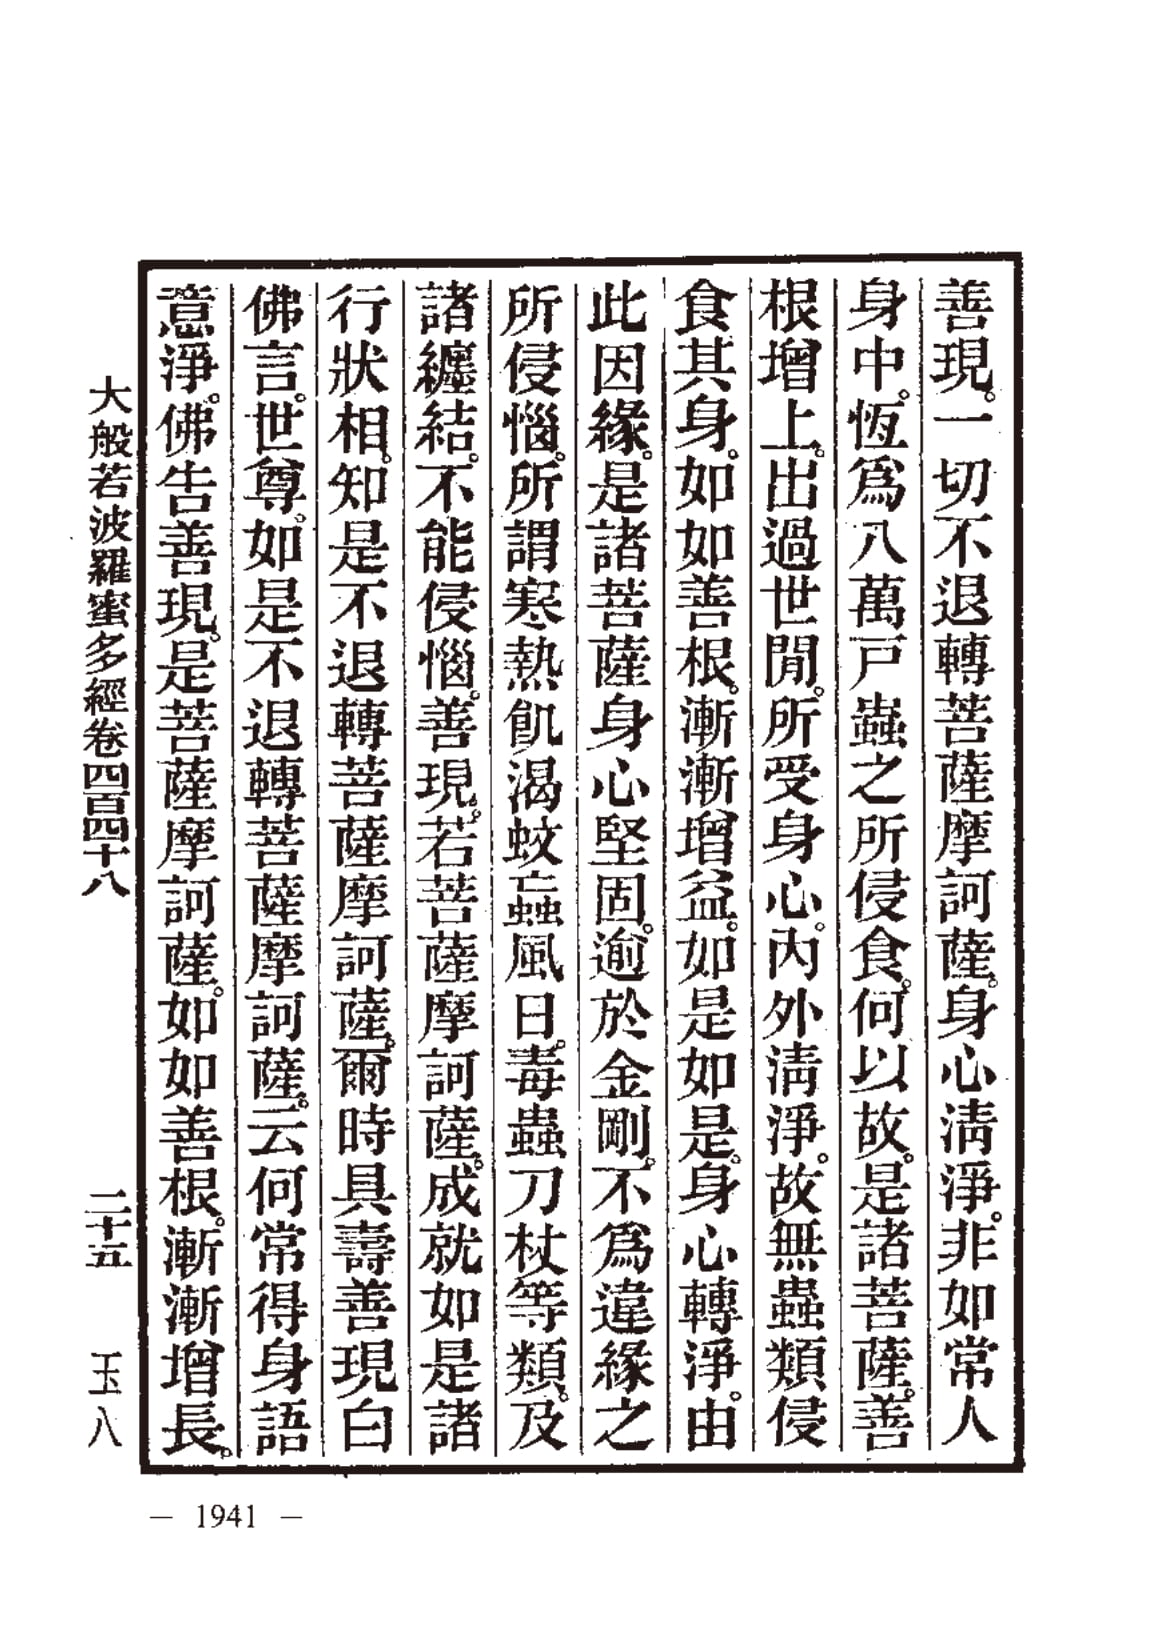 善現。一切不退轉菩薩摩訶薩。身心清淨。非如常人
身中。恆爲八萬戸蟲之所侵食。何以故。是諸菩薩。善
根增上。出過世閒。所受身心。內外清淨。故無蟲類侵
食其身。如如善根。漸漸增益。如是如是。身心轉淨。由
此因緣。是諸菩薩身心堅固。逾於金剛。不爲違緣之
所侵惱。所謂寒熱飢渴蚊蝱風日。毒蟲刀杖等類。及
諸纏結。不能侵惱。善現。若菩薩摩訶薩。成就如是諸
行狀相。知是不退轉菩薩摩訶薩。爾時具壽善現白
佛言。世尊。如是不退轉菩薩摩訶薩。云何常得身語
意淨。佛告善現。是菩薩摩訶薩。如如善根。漸漸增長。
大般若波羅蜜多經卷四百四十八 二十五 玉八
— 1941 —